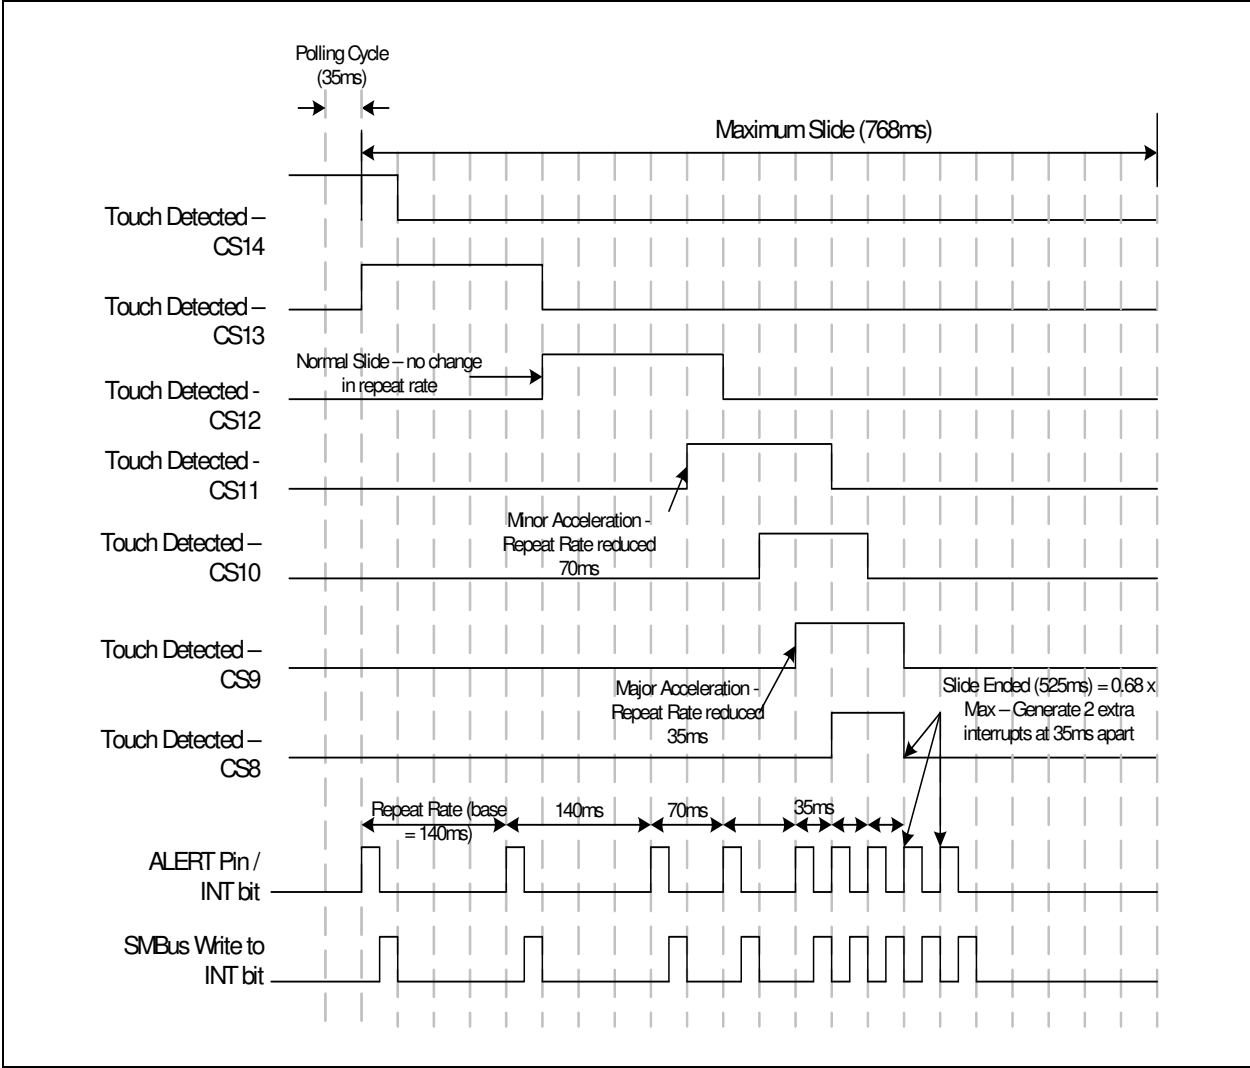 Polling Cycle
(35ms)
Maximum Slide (768ms)
Touch Detected –
CS14
Touch Detected –
CS13
Normal Slide – no change
in repeat rate
Touch Detected -
CS12
Touch Detected -
CS11
Minor Acceleration -
Repeat Rate reduced
70ms
Touch Detected –
CS10
Touch Detected –
CS9
Major Acceleration -
Repeat Rate reduced
35ms
Slide Ended (525ms) = 0.68 x
Max – Generate 2 extra
interrupts at 35ms apart
Touch Detected –
CS8
Repeat Rate (base
= 140ms)
140ms
70ms
35ms
ALERT Pin /
INT bit
SMBus Write to
INT bit